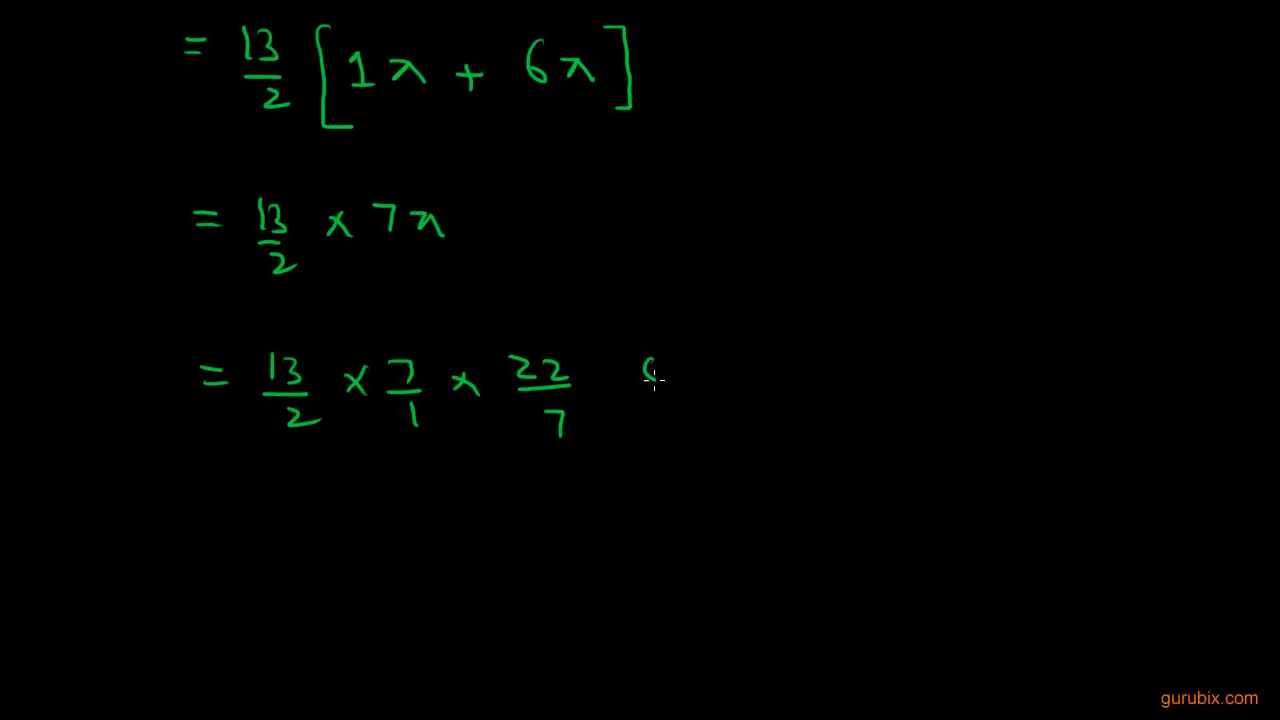 = 13/2 [1π + 6π]
= 13/2 × 7π
= 13/2 × 7/1 × 22/7
gurubix.com